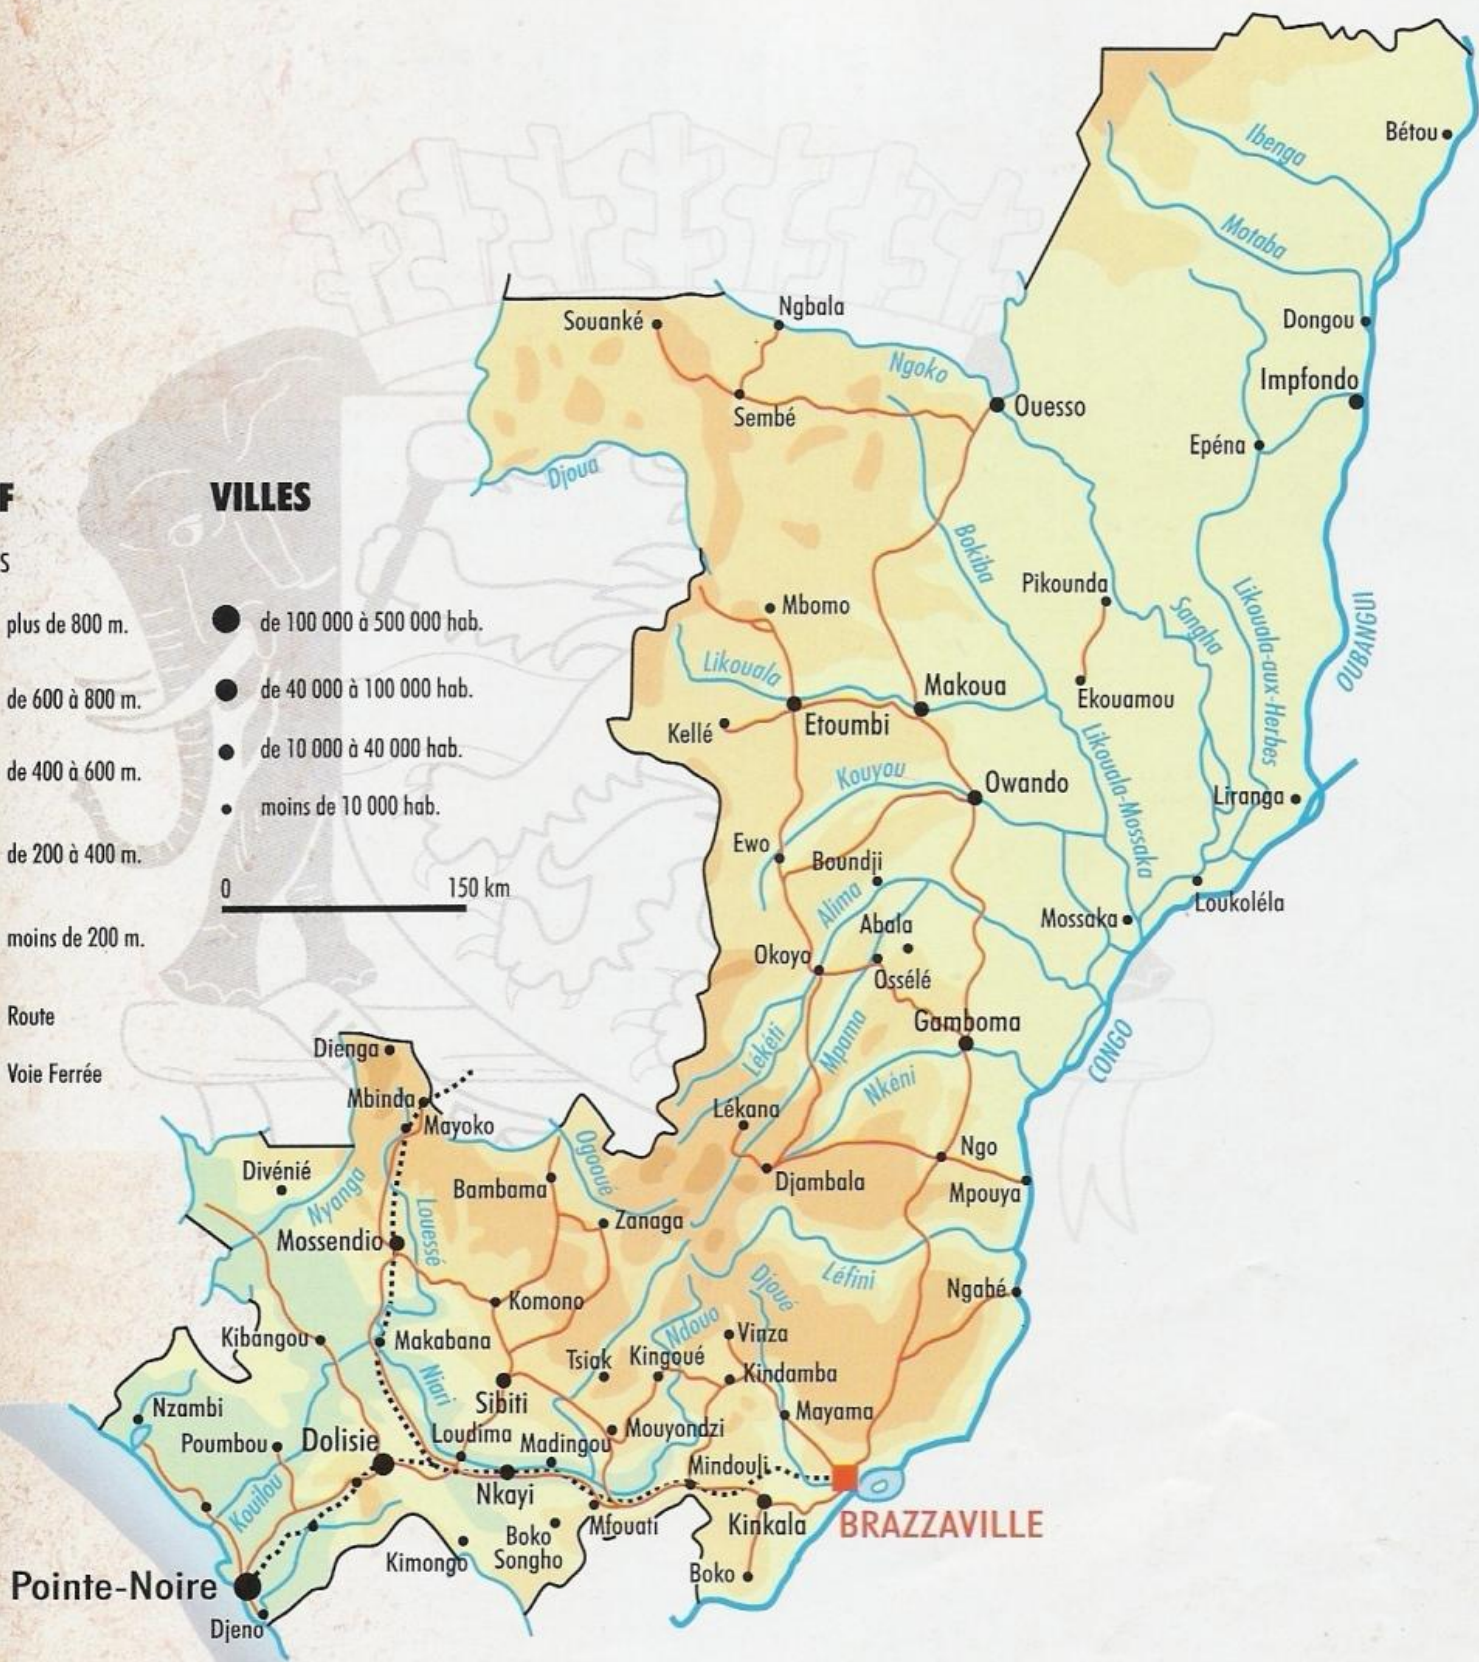 F
S
plus de 800 m.
de 600 à 800 m.
de 400 à 600 m.
de 200 à 400 m.
moins de 200 m.
Route
Voie Ferrée
VILLES
de 100 000 à 500 000 hab.
de 40 000 à 100 000 hab.
de 10 000 à 40 000 hab.
moins de 10 000 hab.
0 150 km
Bétou
Ibenga
Motaba
Dongou
Impfondo
Epéna
Souanké
Ngbala
Ngoko
Sembé
Ouesso
Djoua
Bokiba
Pikounda
Sangha
Likouala-aux-Herbes
OUBANGUI
Mbomo
Likouala
Makoua
Ekouamou
Kellé
Etoumbi
Likouala-Mossaka
Kouyou
Owando
Liranga
Ewo
Boundji
Alima
Abala
Mossaka
Loukoléla
Okoyo
Ossélé
Gamboma
CONGO
Lékéti
Mpama
Nkéni
Lékana
Ngo
Djambala
Mpouya
Dienga
Mbinda
Mayoko
Divénié
Nyanga
Louessé
Bambama
Ogooué
Zanaga
Mossendjo
Léfini
Djoué
Ngabé
Komono
Kibangou
Makabana
Ndouo
Vinza
Tsiak
Kingoué
Kindamba
Niari
Sibiti
Mayama
Nzambi
Poumbou
Dolisie
Loudima
Madingou
Mouyondzi
Mindouli
Nkayi
Kouilou
Mfouati
Kinkala
BRAZZAVILLE
Boko
Songho
Kimongo
Boko
Pointe-Noire
Djeno